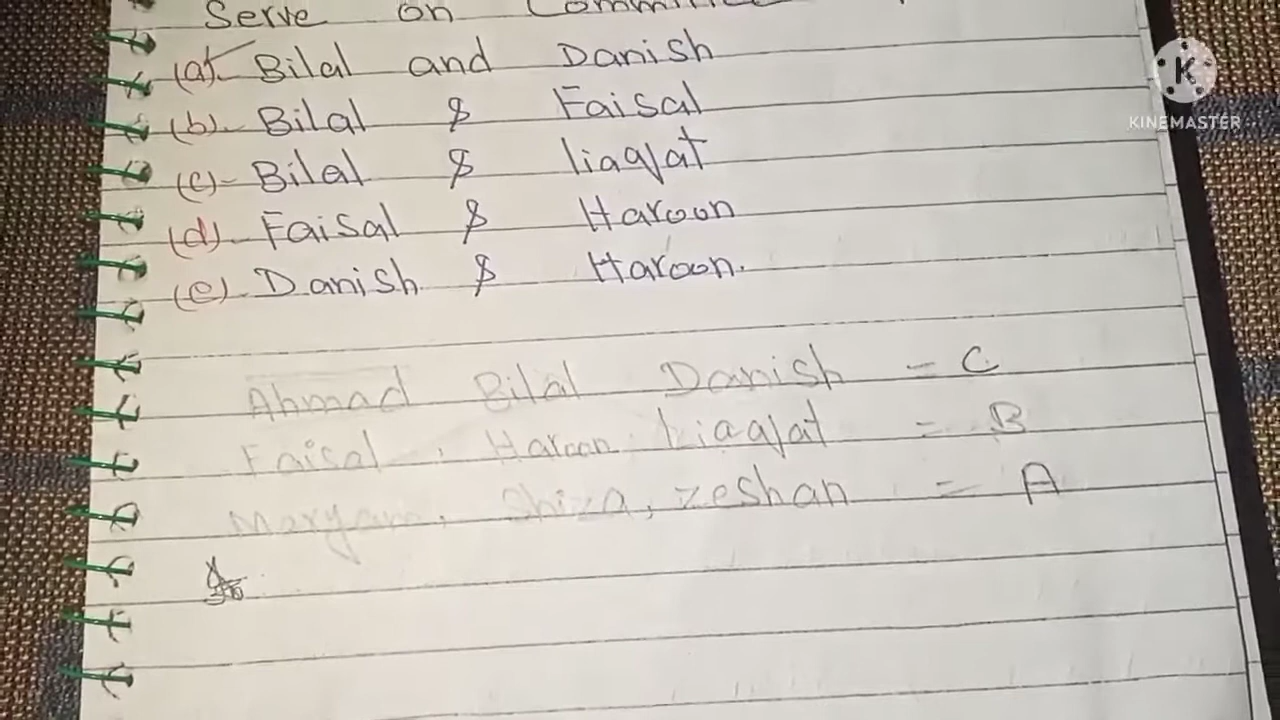 Serve on Committee
(a). Bilal and Danish
(b). Bilal & Faisal
(c)- Bilal & liaqat
(d). Faisal & Haroon
(e). Danish & Haroon.
Ahmad Bilal Danish = C
Faisal, Haroon, Liaqat = B
Maryam, Shiza, zeshan = A
K
KINEMASTER